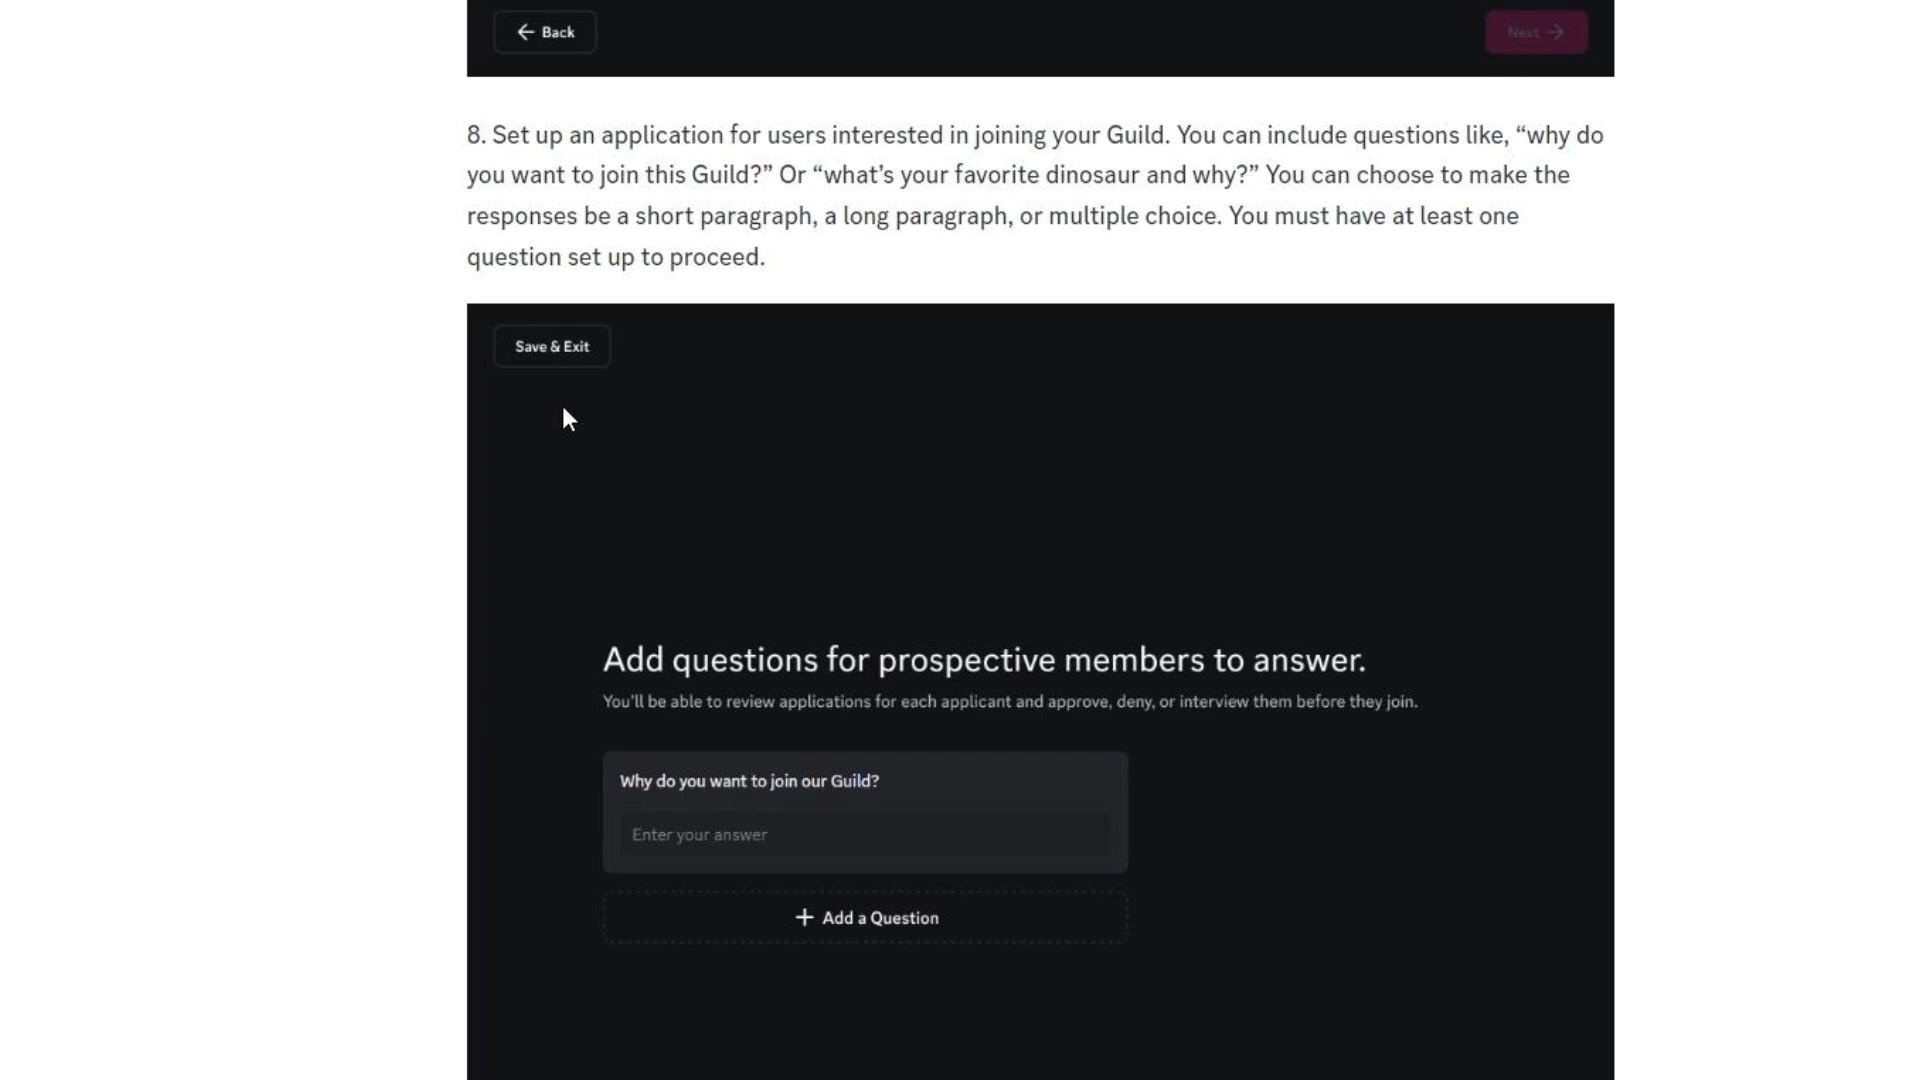 ← Back
Next →
8. Set up an application for users interested in joining your Guild. You can include questions like, “why do
you want to join this Guild?” Or “what’s your favorite dinosaur and why?” You can choose to make the
responses be a short paragraph, a long paragraph, or multiple choice. You must have at least one
question set up to proceed.
Save & Exit
Add questions for prospective members to answer.
You'll be able to review applications for each applicant and approve, deny, or interview them before they join.
Why do you want to join our Guild?
Enter your answer
+ Add a Question